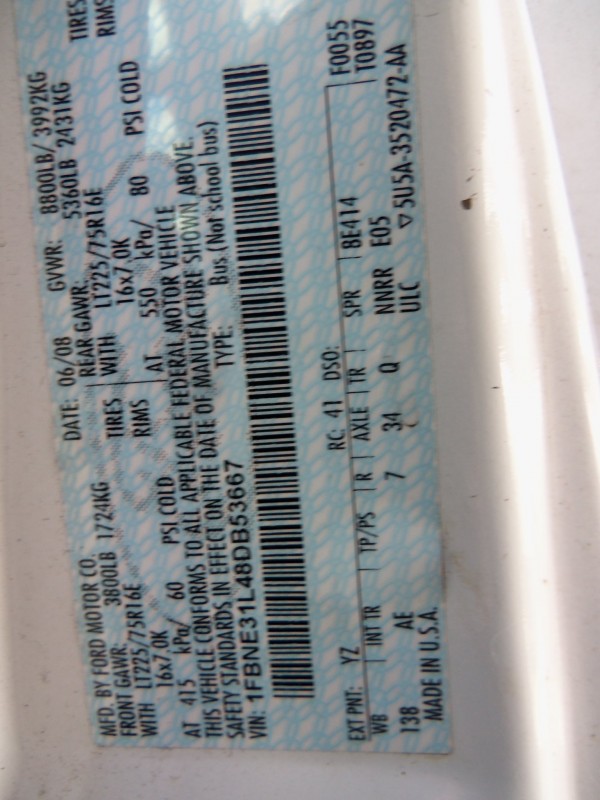 MFD. BY FORD MOTOR CO. DATE: 06/08 GVWR: 8800LB/ 3992KG
FRONT GAWR: 3800LB 1724KG REAR GAWR: 5360LB 2431KG
WITH LT225/75R16E TIRES WITH LT225/75R16E TIRES
16x7.0K RIMS 16x7.0K RIMS
AT 415 kPa/ 60 PSI COLD AT 550 kPa/ 80 PSI COLD
THIS VEHICLE CONFORMS TO ALL APPLICABLE FEDERAL MOTOR VEHICLE
SAFETY STANDARDS IN EFFECT ON THE DATE OF MANUFACTURE SHOWN ABOVE.
VIN: 1FBNE31L48DB53667 TYPE: Bus. (Not school bus)
F0055
T0897
EXT PNT: YZ RC: 41 DSO:
WB INT TR TP/PS R AXLE TR SPR BE414
138 AE 7 34 Q NNRR E05
MADE IN U.S.A. ULC ▽5U5A-3520472-AA